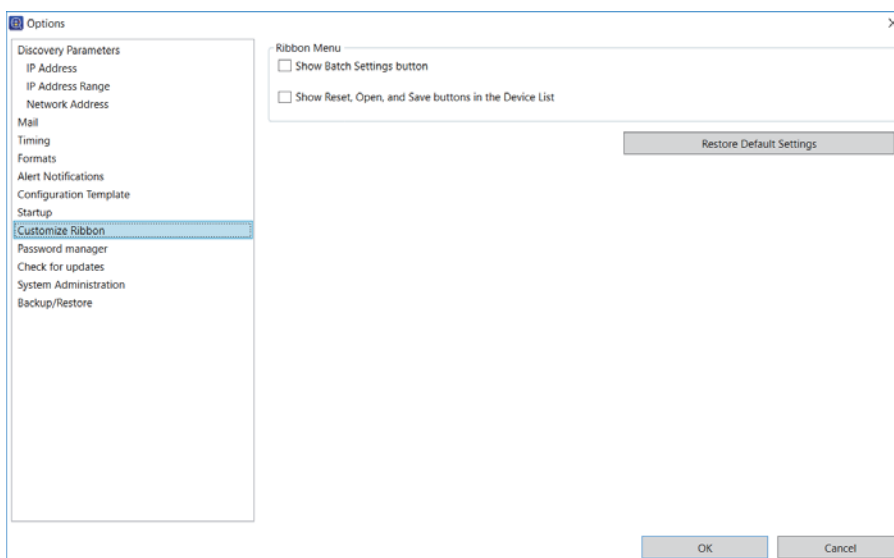 Options
Discovery Parameters
IP Address
IP Address Range
Network Address
Mail
Timing
Formats
Alert Notifications
Configuration Template
Startup
Customize Ribbon
Password manager
Check for updates
System Administration
Backup/Restore
Ribbon Menu
Show Batch Settings button
Show Reset, Open, and Save buttons in the Device List
Restore Default Settings
OK
Cancel